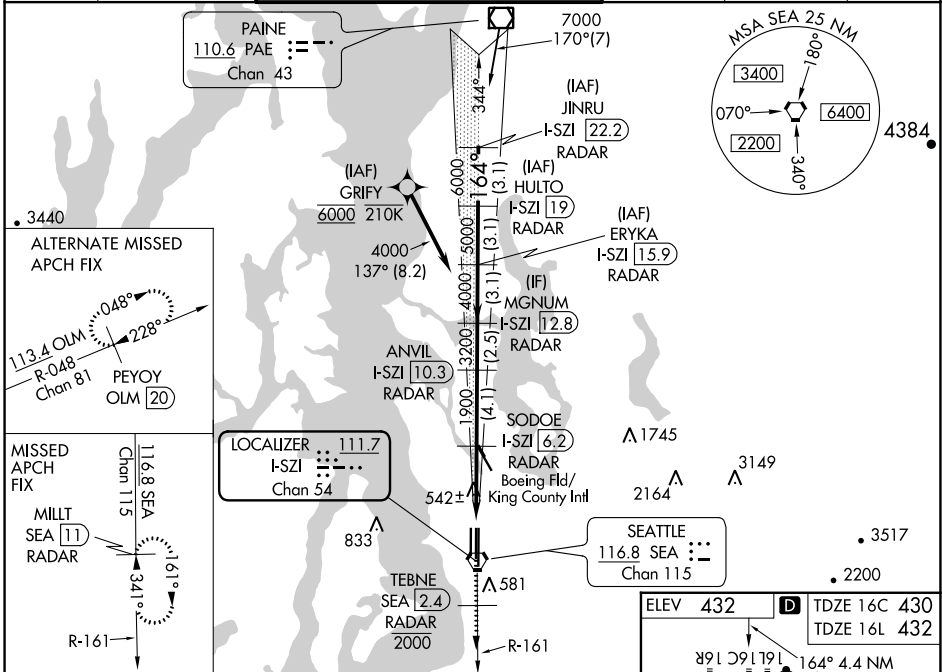 PAINE
110.6 PAE
Chan 43
7000
170°(7)
344°
(IAF)
JINRU
I-SZI 22.2
RADAR
6000
164°
(3.1)
(IAF)
HULTO
I-SZI 19
RADAR
5000
(3.1)
(IAF)
ERYKA
I-SZI 15.9
RADAR
4000
(3.1)
(IF)
MGNUM
I-SZI 12.8
RADAR
3200
(2.5)
ANVIL
I-SZI 10.3
RADAR
1900
(4.1)
SODOE
I-SZI 6.2
RADAR
Boeing Fld/
King County Intl
(IAF)
GRIFY
6000 210K
4000
137° (8.2)
MSA SEA 25 NM
180°
3400
070°
6400
2200
340°
4384
3440
ALTERNATE MISSED
APCH FIX
048°
228°
113.4 OLM
R-048
Chan 81
PEYOY
OLM 20
MISSED
APCH
FIX
116.8 SEA
Chan 115
MILLT
SEA 11
RADAR
161°
341°
R-161
LOCALIZER 111.7
I-SZI
Chan 54
542±
833
1745
2164
3149
3517
2200
SEATTLE
116.8 SEA
Chan 115
581
TEBNE
SEA 2.4
RADAR
2000
R-161
ELEV 432
D
TDZE 16C 430
TDZE 16L 432
16R 16C 16L
164° 4.4 NM